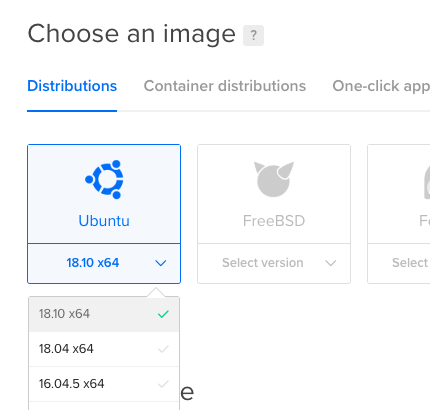 Choose an image ?
Distributions Container distributions One-click app
Ubuntu FreeBSD
18.10 x64 Select version Select
18.10 x64
18.04 x64
16.04.5 x64
e